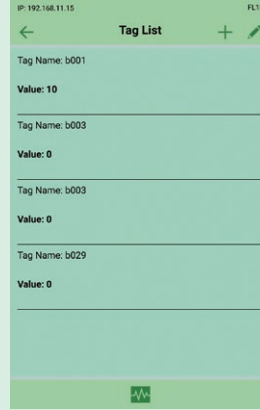 IP: 192.168.11.15
Tag List
Tag Name: b001
Value: 10
Tag Name: b003
Value: 0
Tag Name: b003
Value: 0
Tag Name: b029
Value: 0